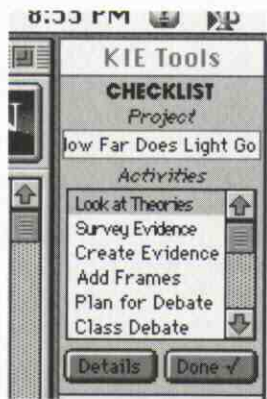 8:53 PM
KIE Tools
CHECKLIST
Project
low Far Does Light Go
Activities
Look at Theories
Survey Evidence
Create Evidence
Add Frames
Plan for Debate
Class Debate
Details
Done √